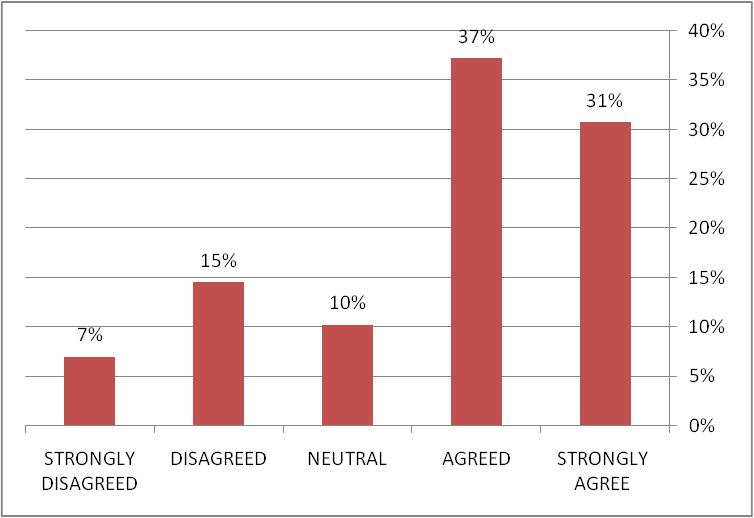 40%
35%
30%
25%
20%
15%
10%
5%
0%
7%
15%
10%
37%
31%
STRONGLY
DISAGREED
DISAGREED
NEUTRAL
AGREED
STRONGLY
AGREE